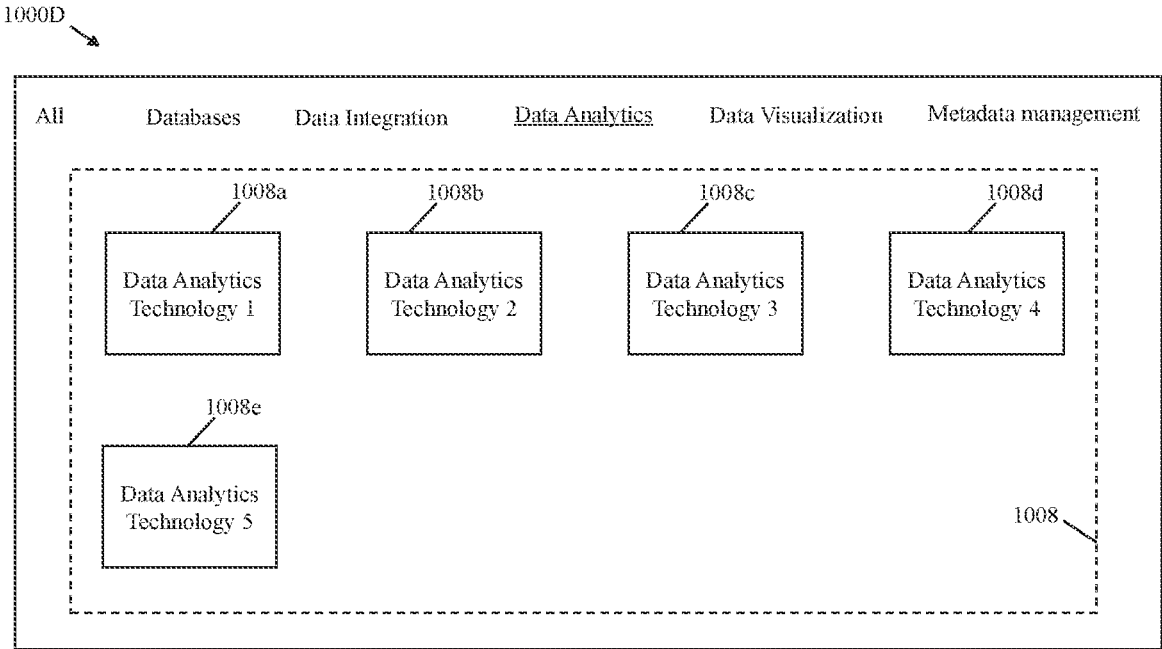 1000D
All Databases Data Integration Data Analytics Data Visualization Metadata management
1008a 1008b 1008c 1008d
Data Analytics Technology 1
Data Analytics Technology 2
Data Analytics Technology 3
Data Analytics Technology 4
1008e
Data Analytics Technology 5
1008